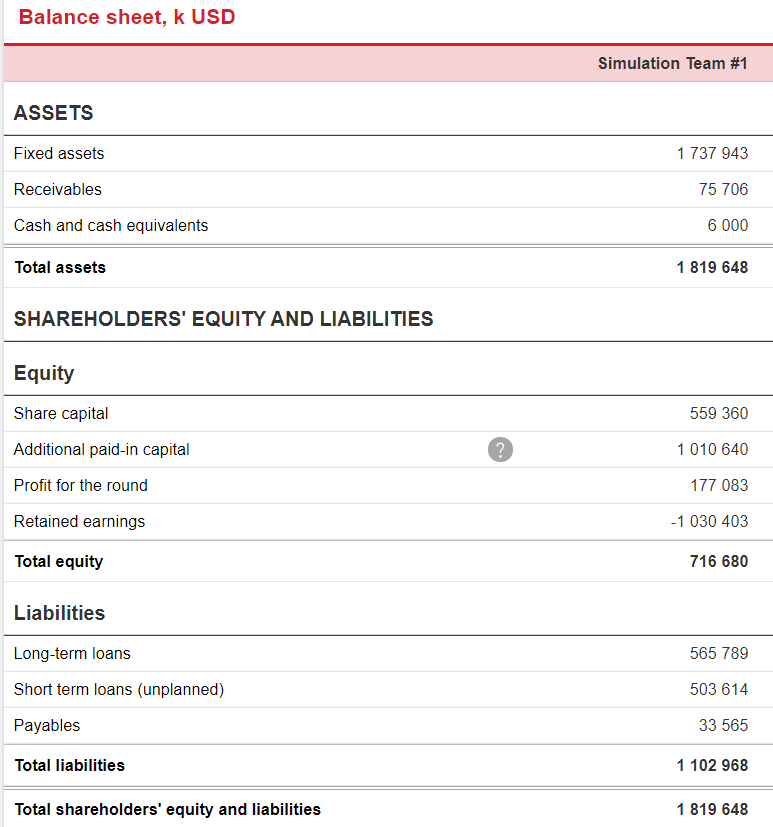 Balance sheet, k USD
Simulation Team #1
ASSETS
Fixed assets 1 737 943
Receivables 75 706
Cash and cash equivalents 6 000
Total assets 1 819 648
SHAREHOLDERS' EQUITY AND LIABILITIES
Equity
Share capital 559 360
Additional paid-in capital ? 1 010 640
Profit for the round 177 083
Retained earnings -1 030 403
Total equity 716 680
Liabilities
Long-term loans 565 789
Short term loans (unplanned) 503 614
Payables 33 565
Total liabilities 1 102 968
Total shareholders' equity and liabilities 1 819 648